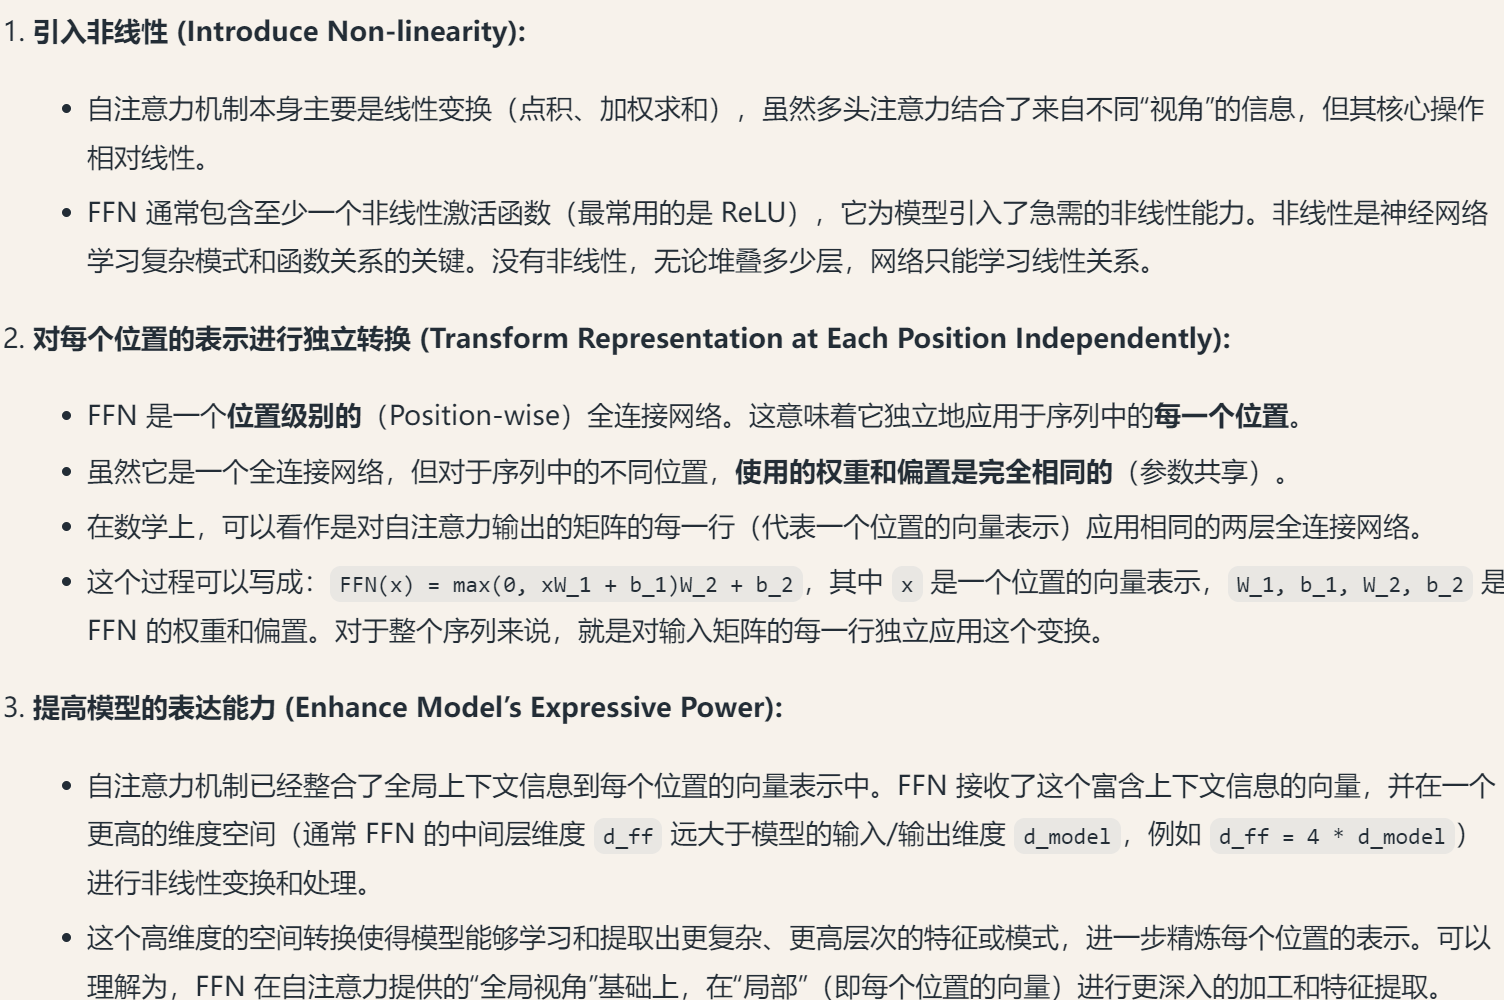 1. 引入非线性 (Introduce Non-linearity):
• 自注意力机制本身主要是线性变换（点积、加权求和），虽然多头注意力结合了来自不同“视角”的信息，但其核心操作
相对线性。
• FFN 通常包含至少一个非线性激活函数（最常用的是 ReLU），它为模型引入了急需的非线性能力。非线性是神经网络
学习复杂模式和函数关系的关键。没有非线性，无论堆叠多少层，网络只能学习线性关系。
2. 对每个位置的表示进行独立转换 (Transform Representation at Each Position Independently):
• FFN 是一个位置级别的（Position-wise）全连接网络。这意味着它独立地应用于序列中的每一个位置。
• 虽然它是一个全连接网络，但对于序列中的不同位置，使用的权重和偏置是完全相同的（参数共享）。
• 在数学上，可以看作是对自注意力输出的矩阵的每一行（代表一个位置的向量表示）应用相同的两层全连接网络。
• 这个过程可以写成：FFN(x) = max(0, xW_1 + b_1)W_2 + b_2，其中 x 是一个位置的向量表示，W_1, b_1, W_2, b_2 是
FFN 的权重和偏置。对于整个序列来说，就是对输入矩阵的每一行独立应用这个变换。
3. 提高模型的表达能力 (Enhance Model’s Expressive Power):
• 自注意力机制已经整合了全局上下文信息到每个位置的向量表示中。FFN 接收了这个富含上下文信息的向量，并在一个
更高的维度空间（通常 FFN 的中间层维度 d_ff 远大于模型的输入/输出维度 d_model，例如 d_ff = 4 * d_model）
进行非线性变换和处理。
• 这个高维度的空间转换使得模型能够学习和提取出更复杂、更高层次的特征或模式，进一步精炼每个位置的表示。可以
理解为，FFN 在自注意力提供的“全局视角”基础上，在“局部”（即每个位置的向量）进行更深入的加工和特征提取。